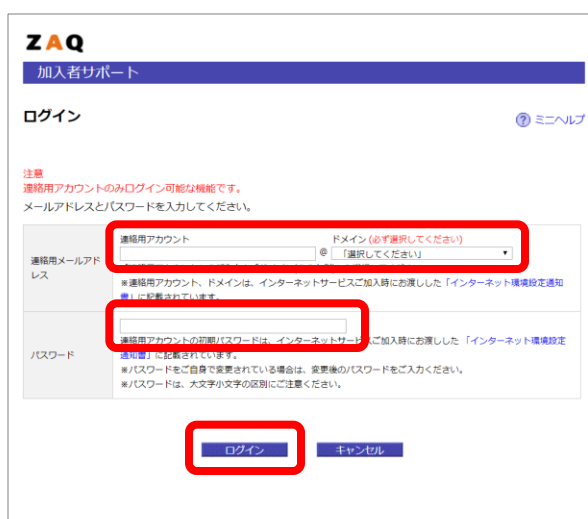 ZAQ
加入者サポート
ログイン
? ミニヘルプ
注意
連絡用アカウントのみログイン可能な機能です。
メールアドレスとパスワードを入力してください。
連絡用アカウント ドメイン (必ず選択してください)
@ 「選択してください」
連絡用メールアド
レス
※連絡用アカウント、ドメインは、インターネットサービスご加入時にお渡しした「インターネット環境設定通知
書」に記載されています。
連絡用アカウントの初期パスワードは、インターネットサービスご加入時にお渡しした 「インターネット環境設定
通知書」に記載されています。
パスワード
※パスワードをご自身で変更されている場合は、変更後のパスワードをご入力ください。
※パスワードは、大文字小文字の区別にご注意ください。
ログイン キャンセル